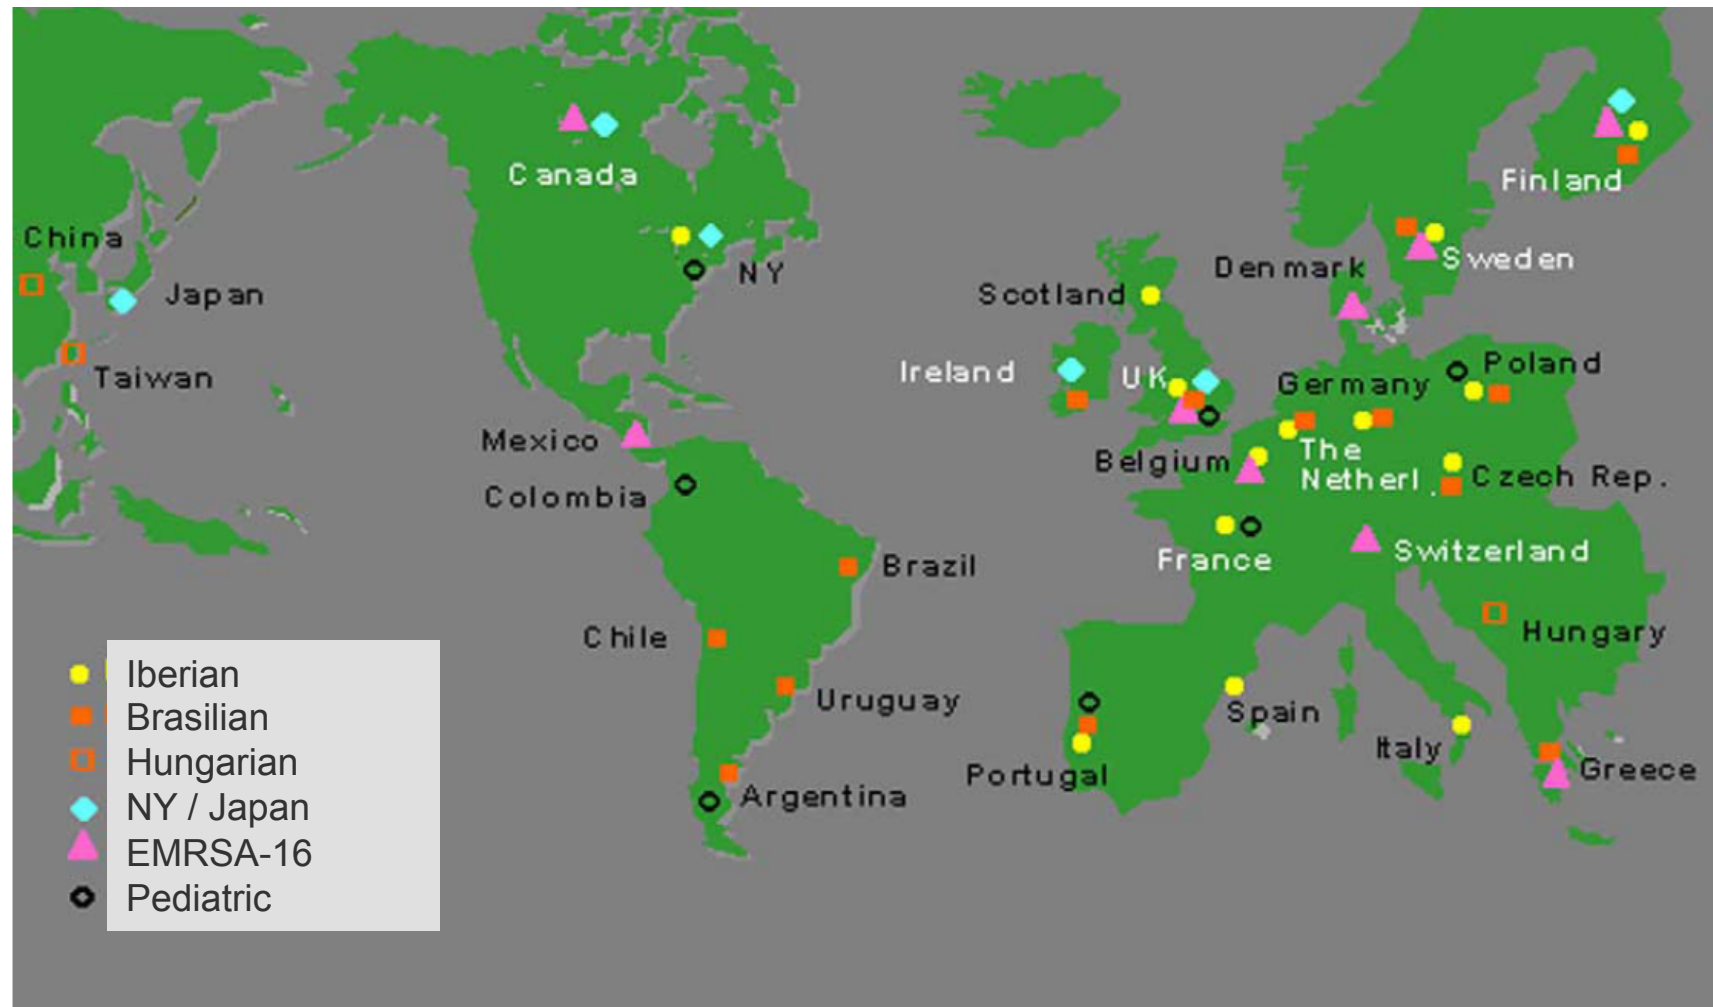 Canada
Finland
China
Sweden
Denmark
NY
Japan
Scotland
Taiwan
Ireland
UK
Poland
Germany
Mexico
The
Netherl.
Belgium
Czech Rep.
Colombia
France
Switzerland
Brazil
Chile
Hungary
Uruguay
Spain
Italy
Portugal
Greece
Argentina
Iberian
Brasilian
Hungarian
NY / Japan
EMRSA-16
Pediatric